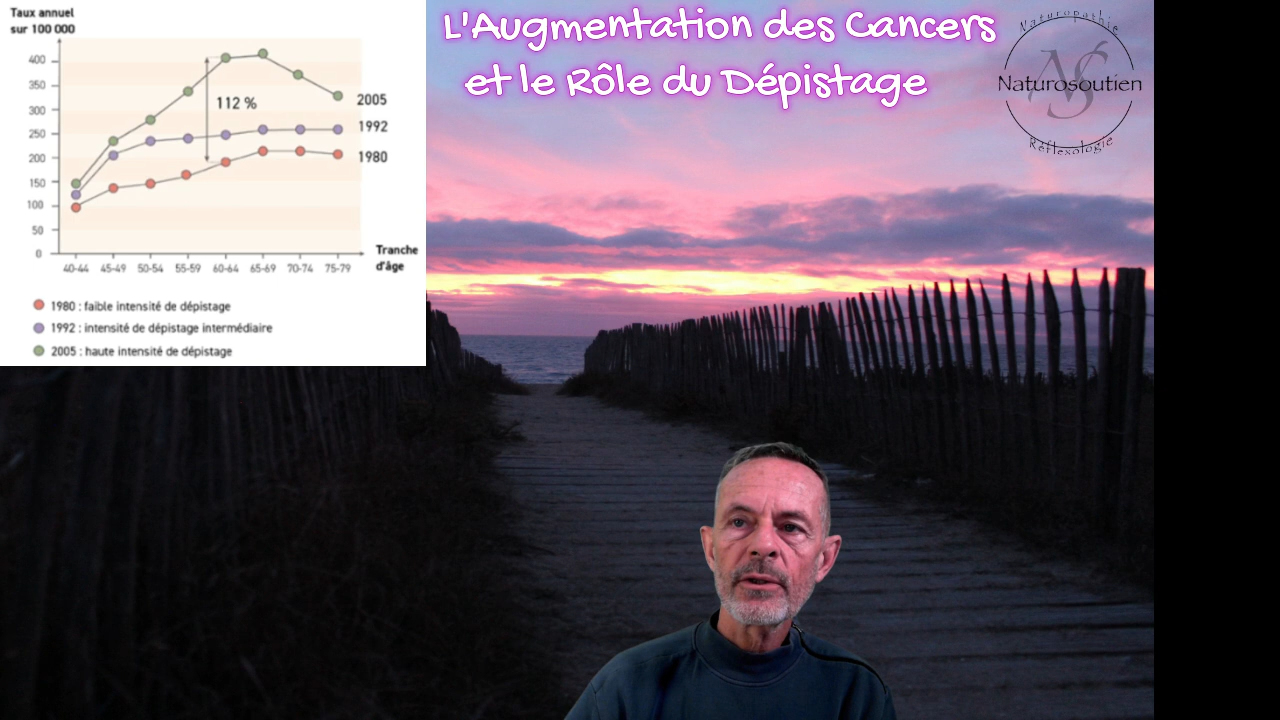 Taux annuel
sur 100 000
400
350
300
250
200
150
100
50
0
112 %
2005
1992
1980
40-44 45-49 50-54 55-59 60-64 65-69 70-74 75-79
Tranche
d'âge
1980 : faible intensité de dépistage
1992 : intensité de dépistage intermédiaire
2005 : haute intensité de dépistage
L'Augmentation des Cancers
et le Rôle du Dépistage
Naturopathie
NS
Naturosoutien
Réflexologie